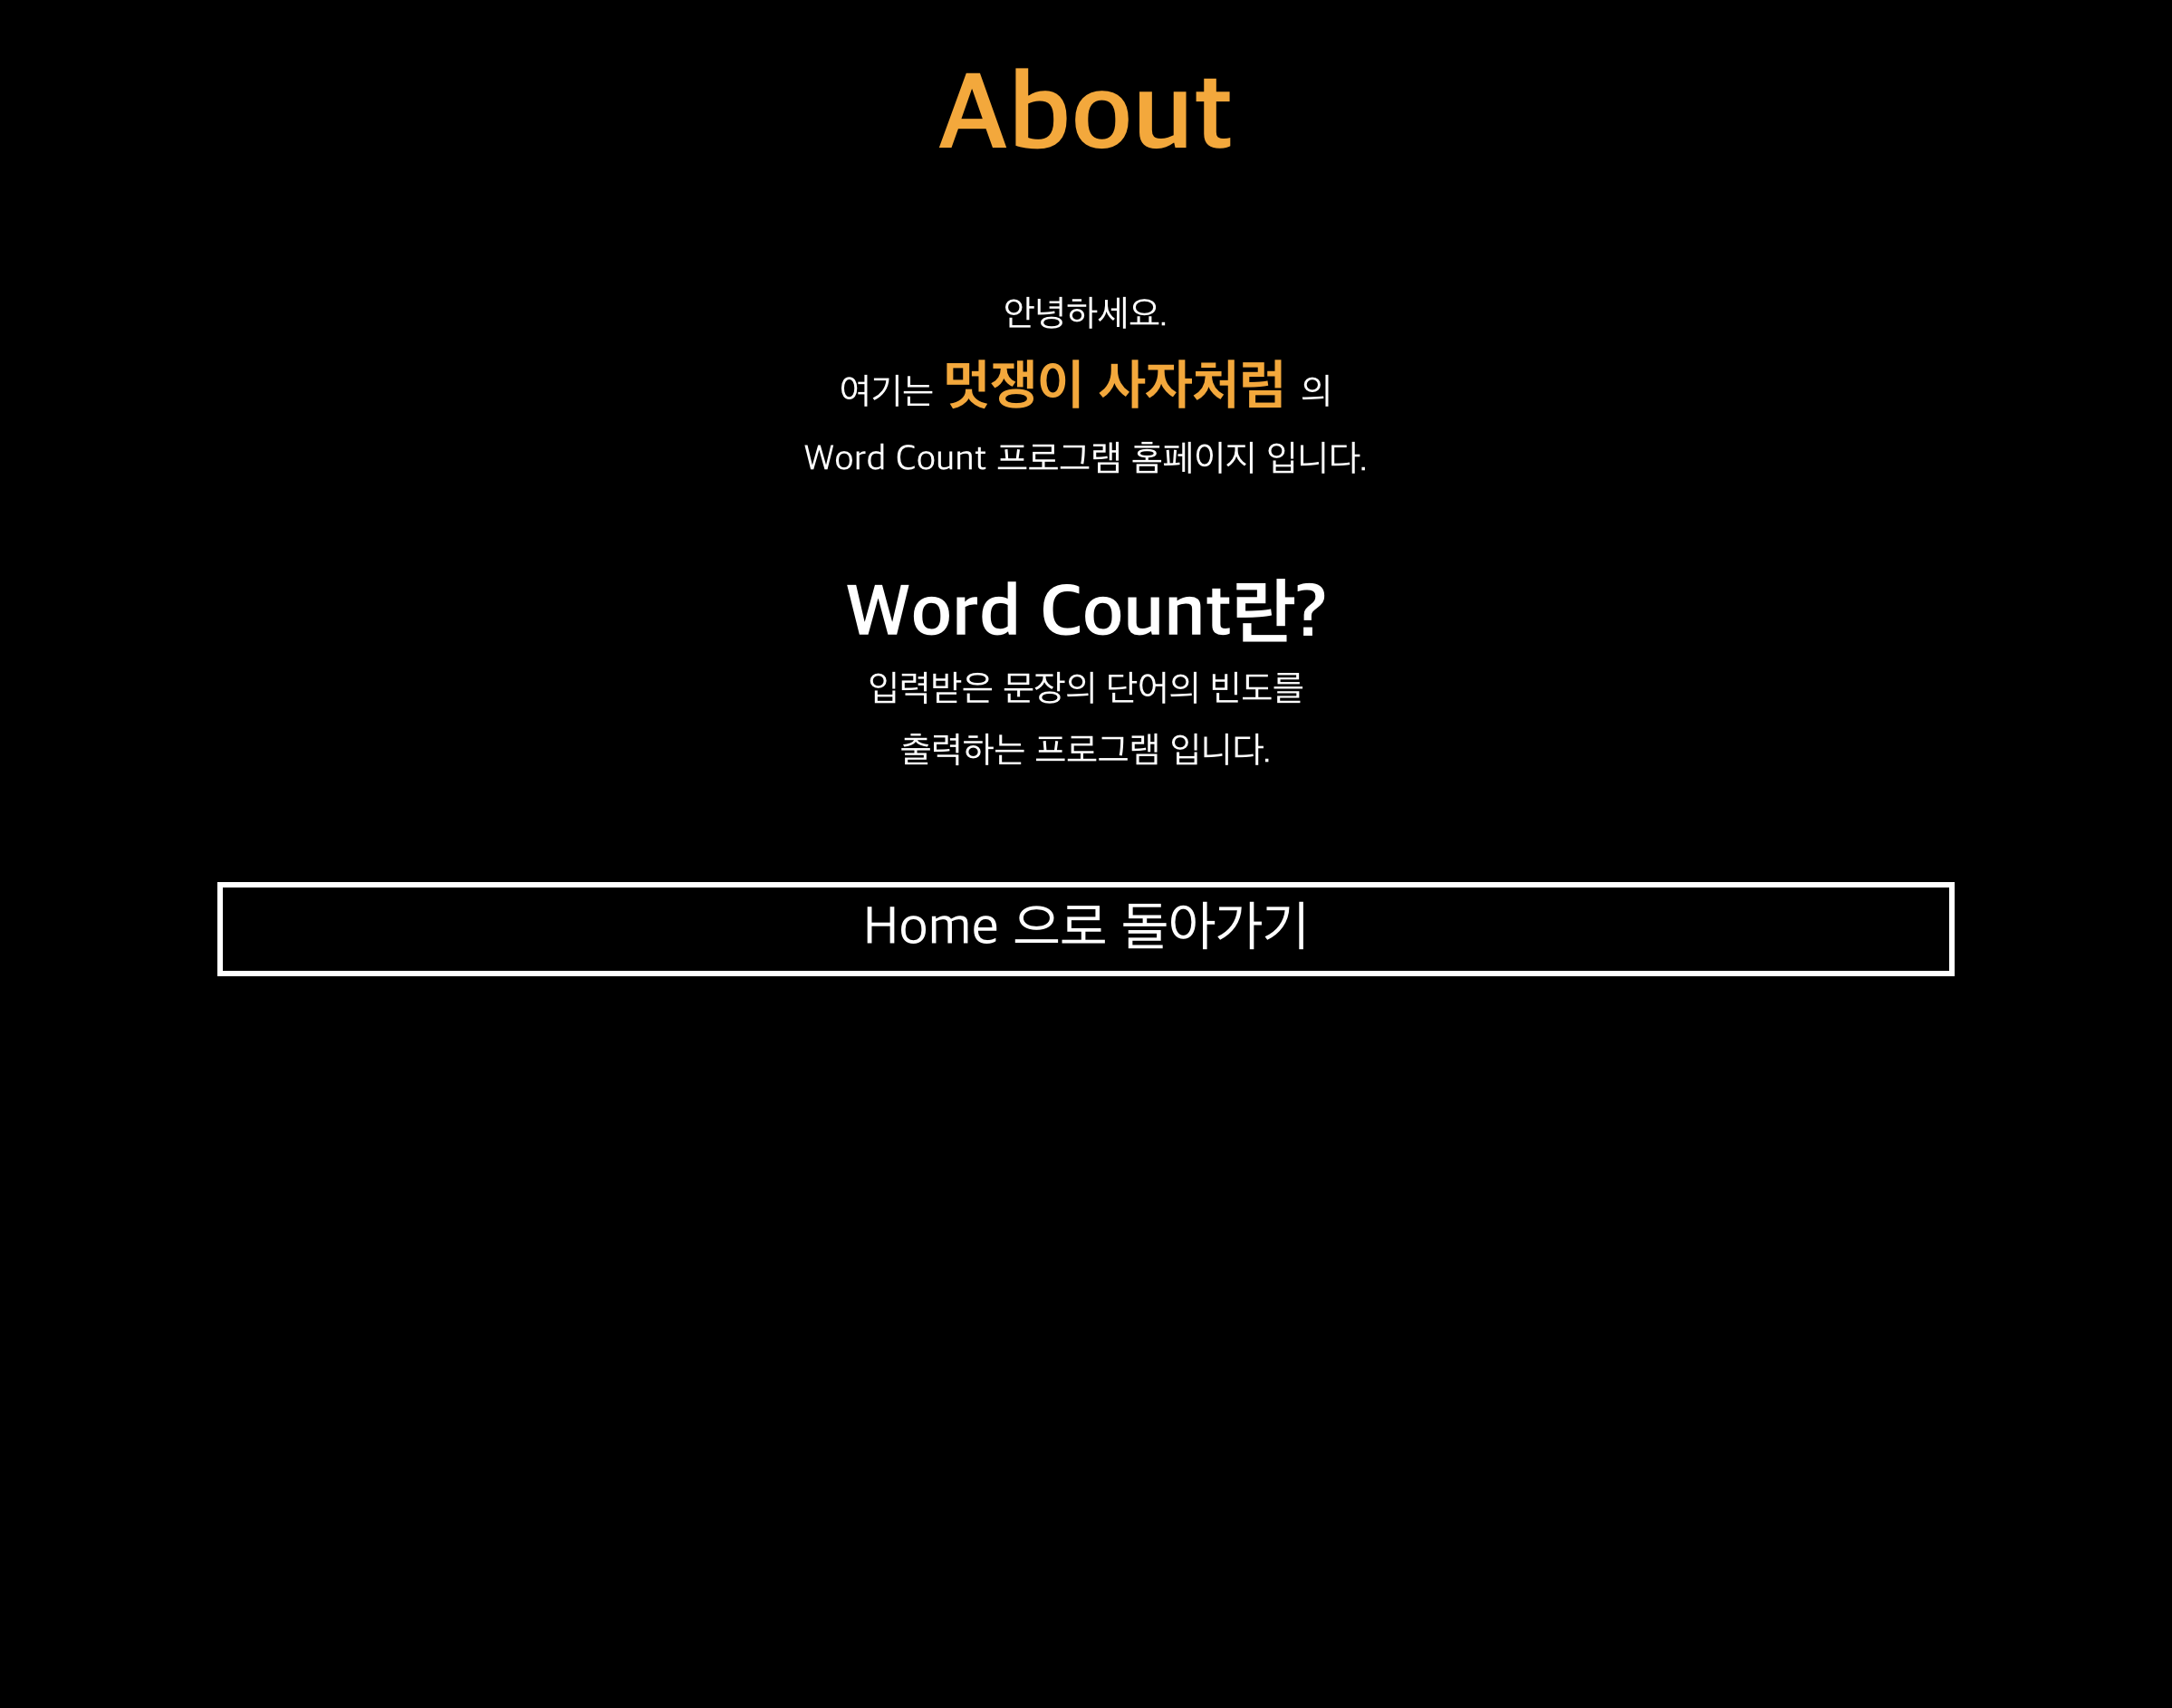 About
안녕하세요.
여기는 멋쟁이 사자처럼 의
Word Count 프로그램 홈페이지 입니다.
Word Count란?
입력받은 문장의 단어의 빈도를
출력하는 프로그램 입니다.
Home 으로 돌아가기